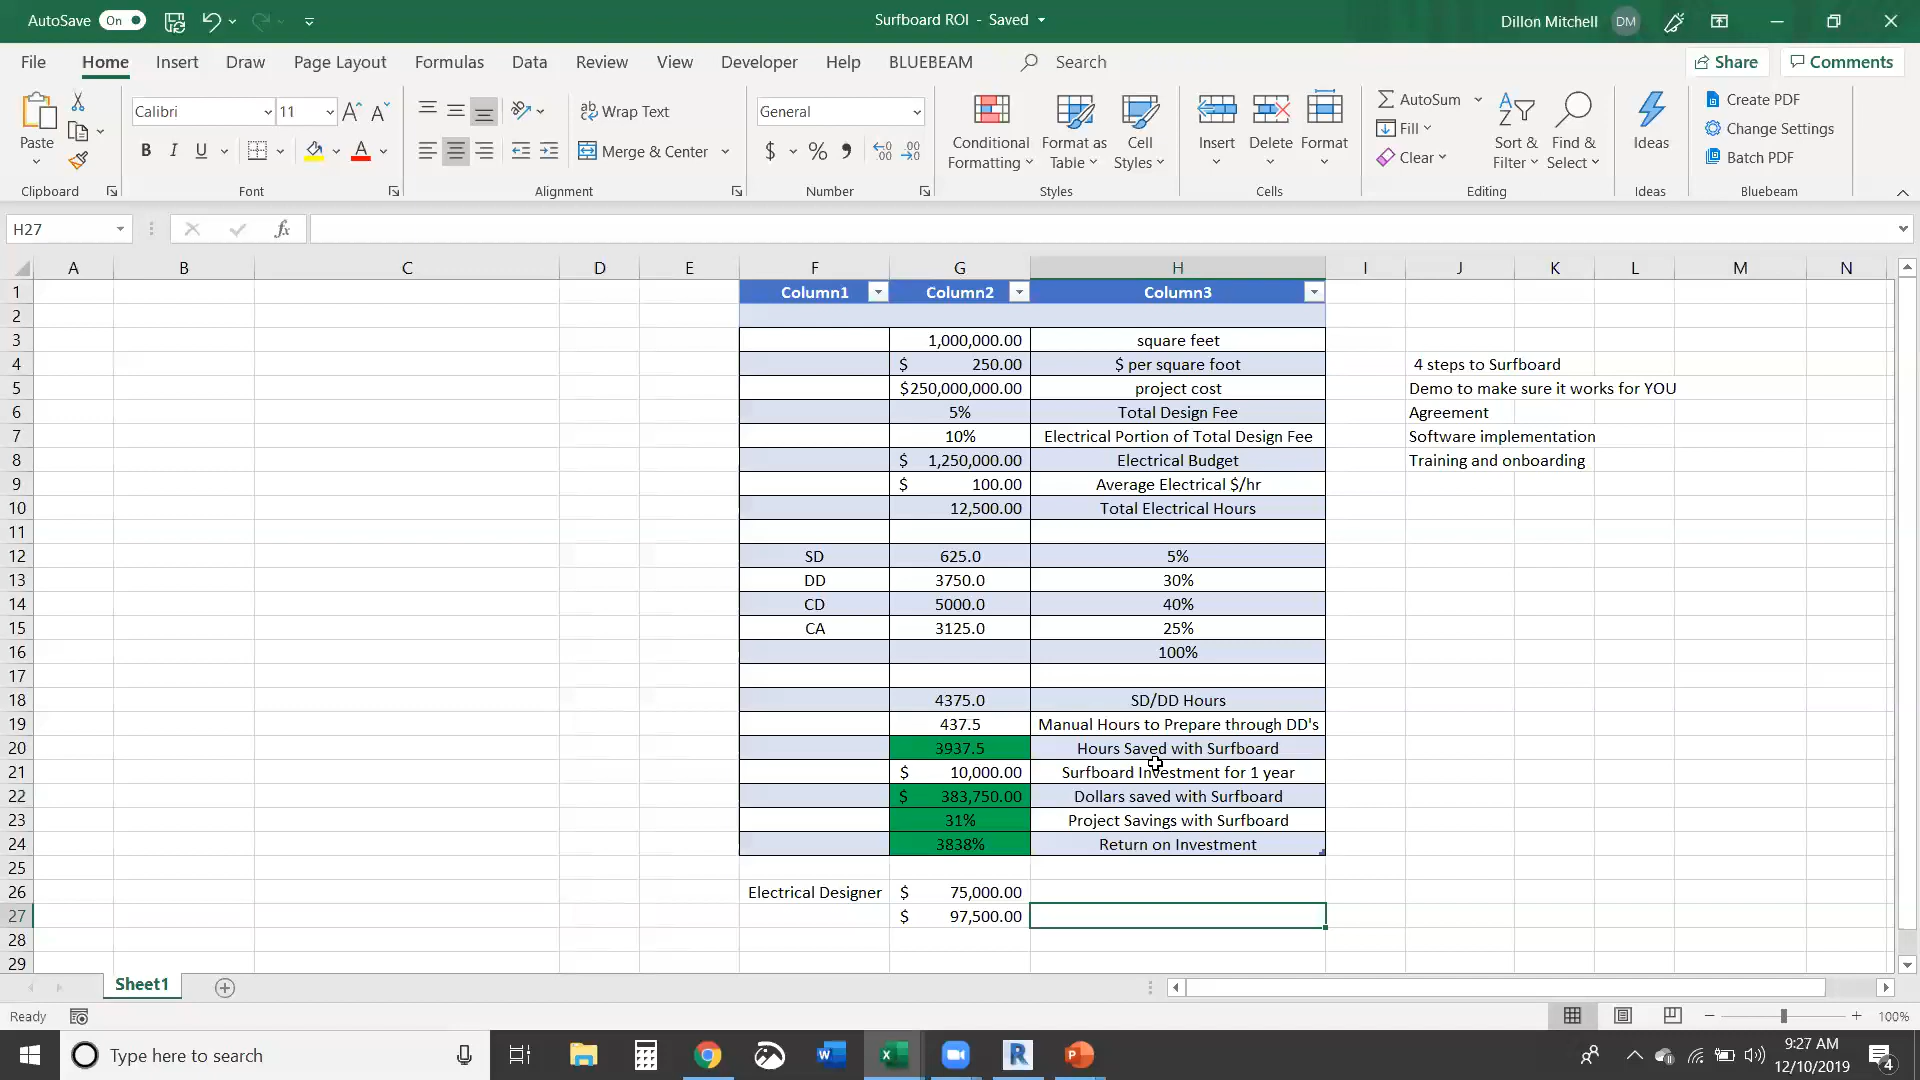 AutoSave On
Surfboard ROI - Saved
Dillon Mitchell DM
File Home Insert Draw Page Layout Formulas Data Review View Developer Help BLUEBEAM Search
Share Comments
Paste
Clipboard
Calibri 11
B I U
Font
Wrap Text
Merge & Center
Alignment
General
$ % 9
Number
Conditional Formatting
Format as Table
Cell Styles
Styles
Insert Delete Format
Cells
AutoSum
Fill
Clear
Sort & Filter
Find & Select
Editing
Ideas
Ideas
Create PDF
Change Settings
Batch PDF
Bluebeam
H27 fx
A B C D E F G H I J K L M N
1 Column1 Column2 Column3
2
3 1,000,000.00 square feet
4 $ 250.00 $ per square foot 4 steps to Surfboard
5 $250,000,000.00 project cost Demo to make sure it works for YOU
6 5% Total Design Fee Agreement
7 10% Electrical Portion of Total Design Fee Software implementation
8 $ 1,250,000.00 Electrical Budget Training and onboarding
9 $ 100.00 Average Electrical $/hr
10 12,500.00 Total Electrical Hours
11
12 SD 625.0 5%
13 DD 3750.0 30%
14 CD 5000.0 40%
15 CA 3125.0 25%
16 100%
17
18 4375.0 SD/DD Hours
19 437.5 Manual Hours to Prepare through DD's
20 3937.5 Hours Saved with Surfboard
21 $ 10,000.00 Surfboard Investment for 1 year
22 $ 383,750.00 Dollars saved with Surfboard
23 31% Project Savings with Surfboard
24 3838% Return on Investment
25
26 Electrical Designer $ 75,000.00
27 $ 97,500.00
28
29
Sheet1
Ready
100%
Type here to search
9:27 AM
12/10/2019
4